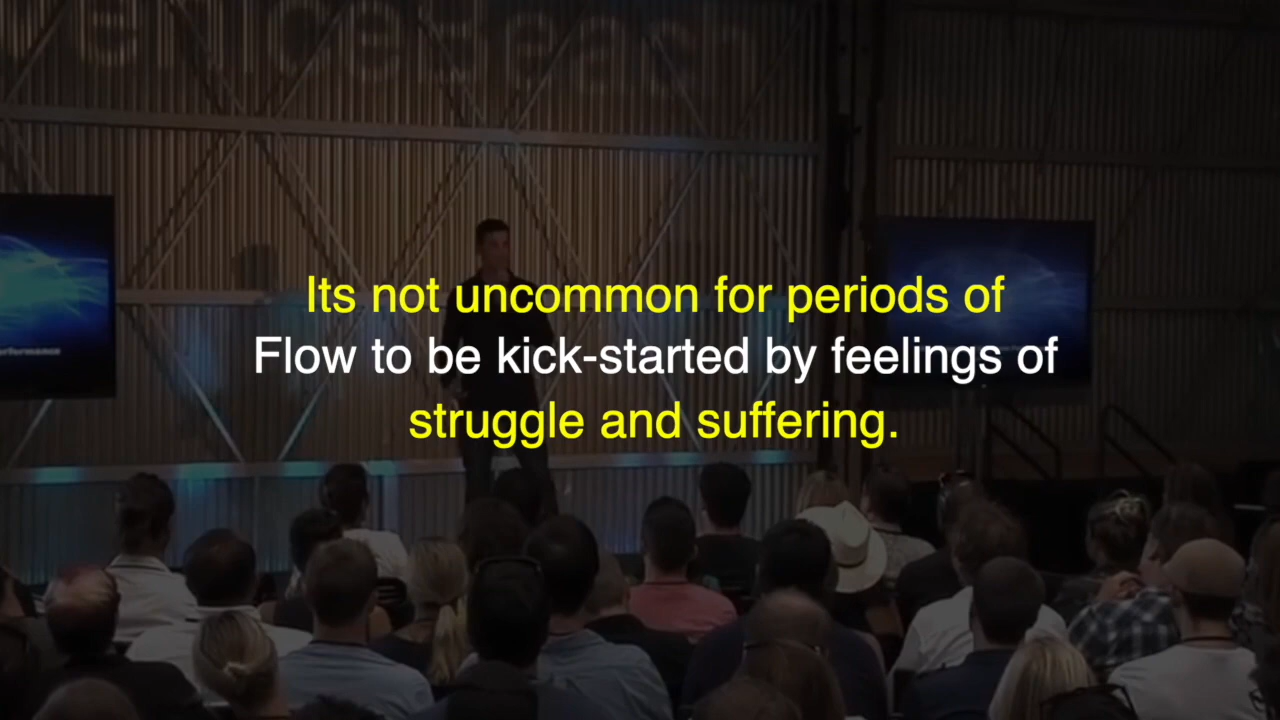 Its not uncommon for periods of
Flow to be kick-started by feelings of
struggle and suffering.